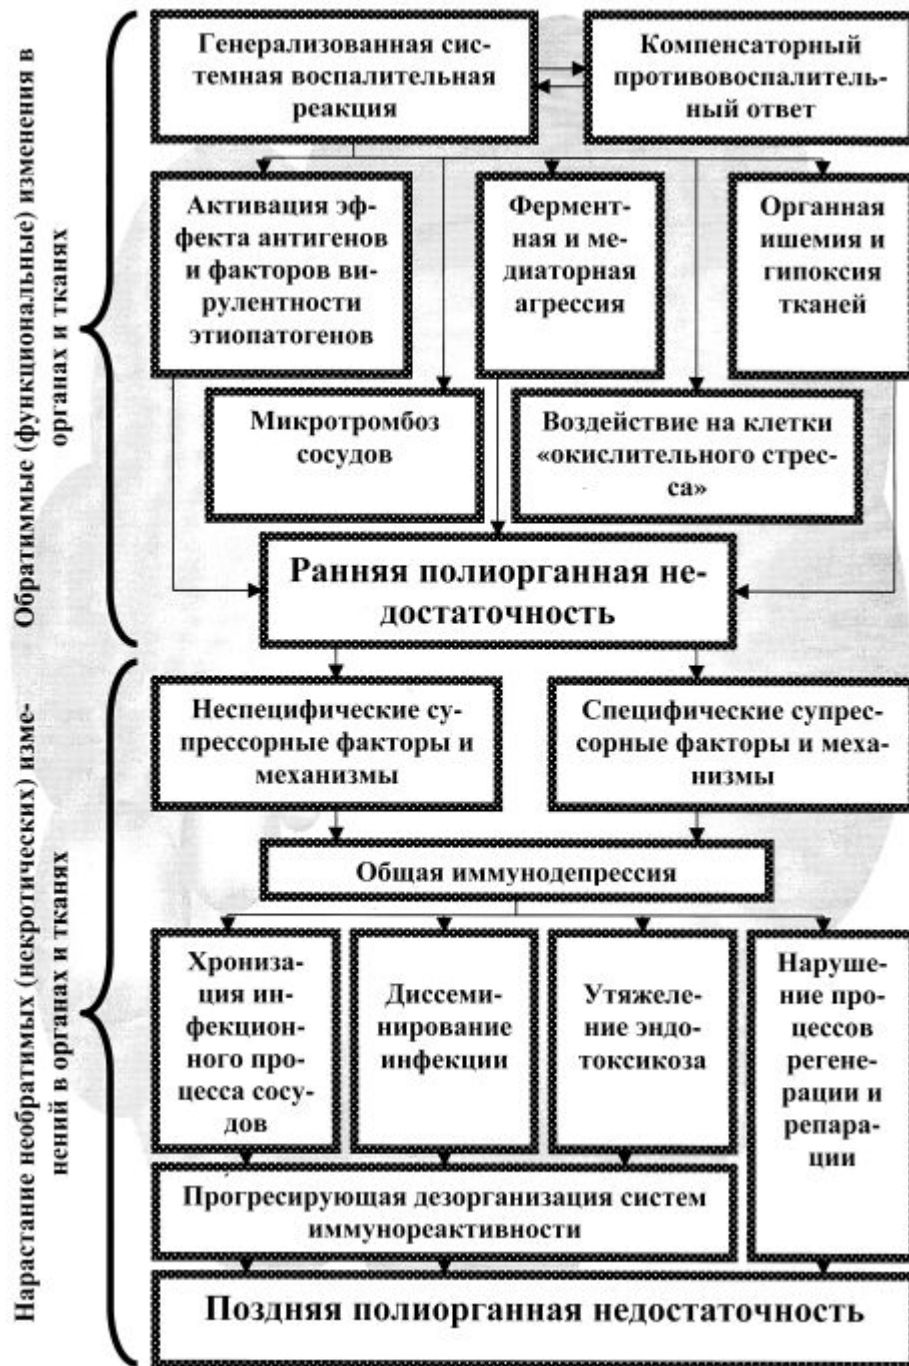 Обратиммы (функциональные) изменения в
органах и тканях
Генерализованная сис-
темная воспалительная
реакция
Компенсаторный
противовоспалитель-
ный ответ
Активация эф-
фекта антигенов
и факторов ви-
рулентности
этиопатогенов
Фермент-
ная и ме-
диаторная
агрессия
Органная
ишемия и
гипоксия
тканей
Микротромбоз
сосудов
Воздействие на клетки
«окислительного стрес-
са»
Ранняя полиорганная не-
достаточность
Нарастание необратимых (некротических) изме-
нений в органах и тканях
Неспецифические су-
прессорные факторы и
механизмы
Специфические супрес-
сорные факторы и меха-
низмы
Общая иммунодепрессия
Хрониза-
ция ин-
фекцион-
ного про-
цесса сосу-
дов
Диссеми-
нирование
инфекции
Утяжеле-
ние эндо-
токсикоза
Наруше-
ние про-
цессов
регене-
рации и
репара-
ции
Прогресирующая дезорганизация систем
иммунореактивности
Поздняя полиорганная недостаточность